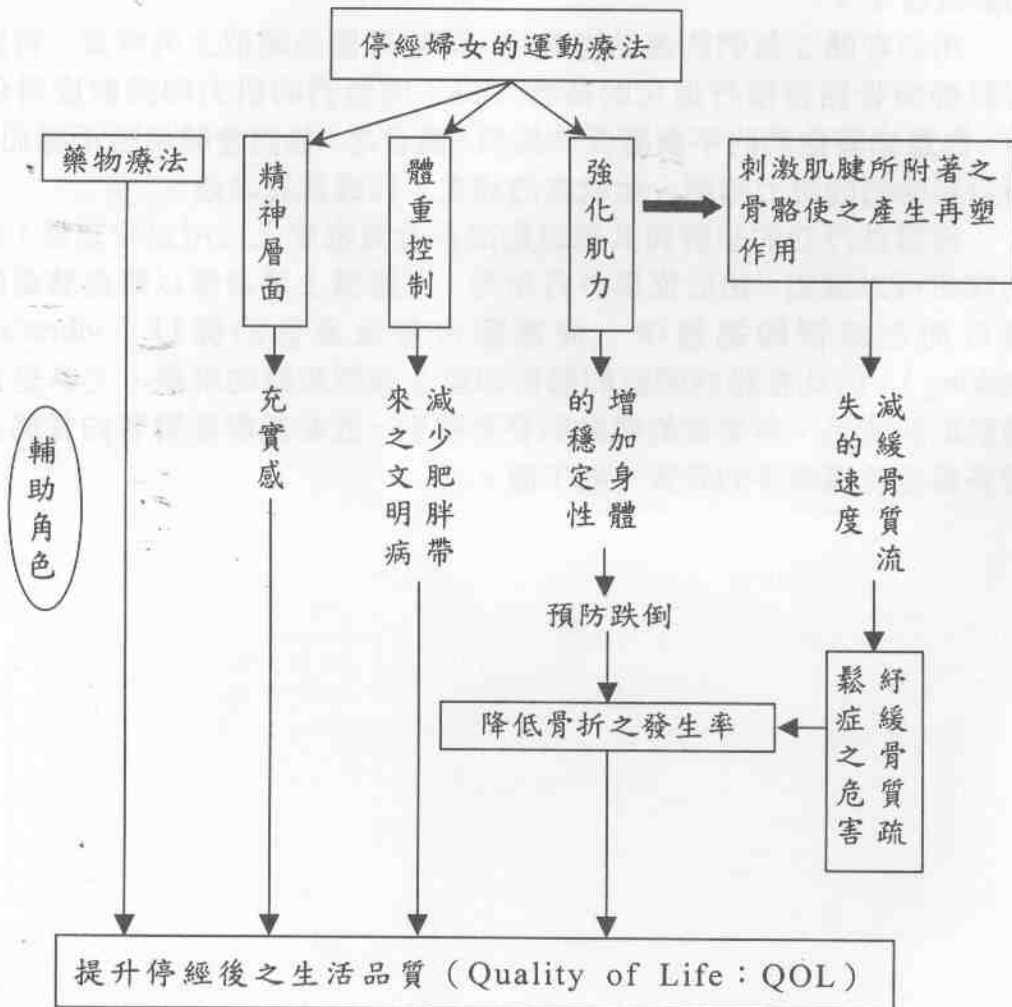 停經婦女的運動療法
藥物療法
精神層面
體重控制
強化肌力
刺激肌腱所附著之
骨骼使之產生再塑
作用
輔助角色
充實感
減少肥胖帶
來之文明病
增加身體
的穩定性
減緩骨質流
失的速度
預防跌倒
降低骨折之發生率
紓緩骨質疏
鬆症之危害
提升停經後之生活品質（Quality of Life：QOL）